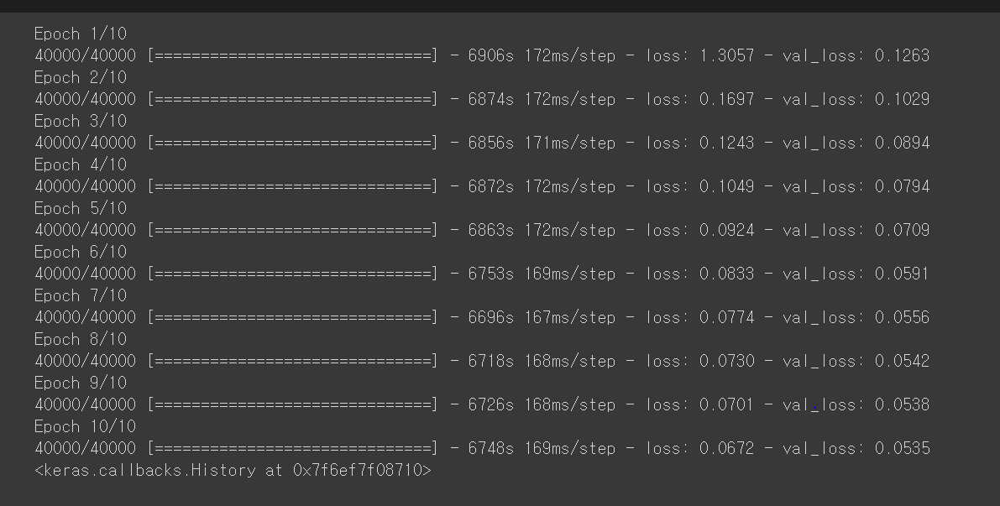 Epoch 1/10
40000/40000 [==============================] - 6906s 172ms/step - loss: 1.3057 - val_loss: 0.1263
Epoch 2/10
40000/40000 [==============================] - 6874s 172ms/step - loss: 0.1697 - val_loss: 0.1029
Epoch 3/10
40000/40000 [==============================] - 6856s 171ms/step - loss: 0.1243 - val_loss: 0.0894
Epoch 4/10
40000/40000 [==============================] - 6872s 172ms/step - loss: 0.1049 - val_loss: 0.0794
Epoch 5/10
40000/40000 [==============================] - 6863s 172ms/step - loss: 0.0924 - val_loss: 0.0709
Epoch 6/10
40000/40000 [==============================] - 6753s 169ms/step - loss: 0.0833 - val_loss: 0.0591
Epoch 7/10
40000/40000 [==============================] - 6696s 167ms/step - loss: 0.0774 - val_loss: 0.0556
Epoch 8/10
40000/40000 [==============================] - 6718s 168ms/step - loss: 0.0730 - val_loss: 0.0542
Epoch 9/10
40000/40000 [==============================] - 6726s 168ms/step - loss: 0.0701 - val_loss: 0.0538
Epoch 10/10
40000/40000 [==============================] - 6748s 169ms/step - loss: 0.0672 - val_loss: 0.0535
<keras.callbacks.History at 0x7f6ef7f08710>